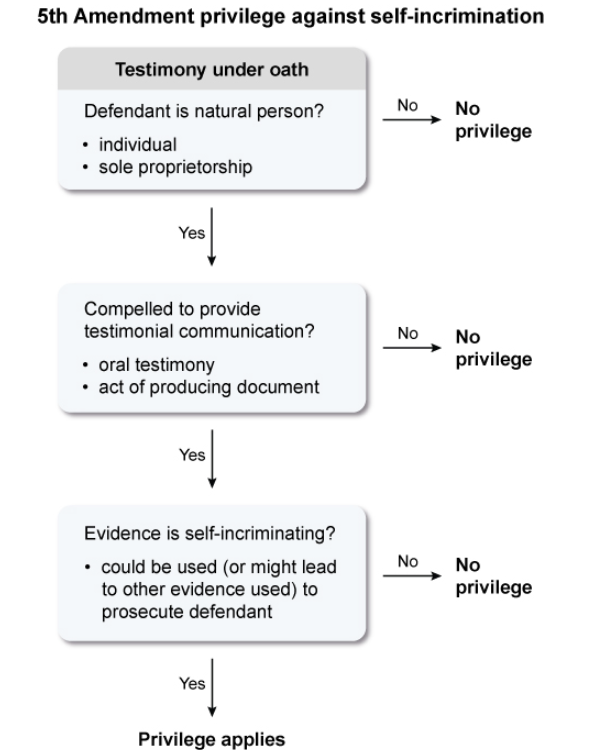 5th Amendment privilege against self-incrimination
Testimony under oath
Defendant is natural person?
• individual
• sole proprietorship
No
No
privilege
Yes
Compelled to provide
testimonial communication?
• oral testimony
• act of producing document
No
No
privilege
Yes
Evidence is self-incriminating?
• could be used (or might lead
to other evidence used) to
prosecute defendant
No
No
privilege
Yes
Privilege applies